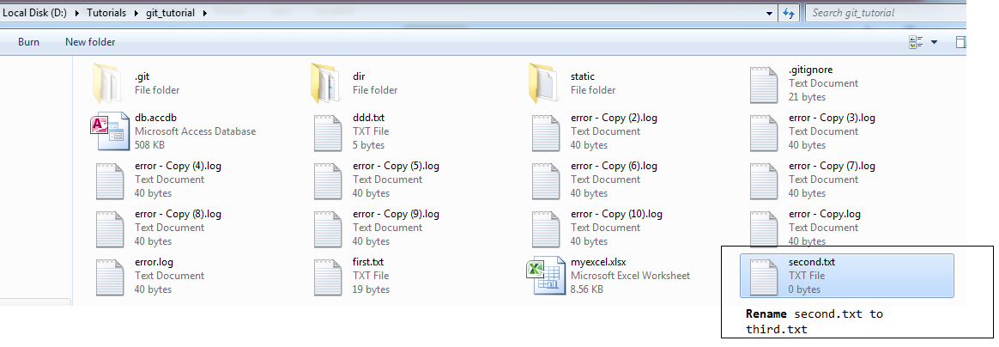 Local Disk (D:) Tutorials git_tutorial Search git_tutorial
Burn New folder
.git
File folder
dir
File folder
static
File folder
.gitignore
Text Document
21 bytes
db.accdb
Microsoft Access Database
508 KB
ddd.txt
TXT File
5 bytes
error - Copy (2).log
Text Document
40 bytes
error - Copy (3).log
Text Document
40 bytes
error - Copy (4).log
Text Document
40 bytes
error - Copy (5).log
Text Document
40 bytes
error - Copy (6).log
Text Document
40 bytes
error - Copy (7).log
Text Document
40 bytes
error - Copy (8).log
Text Document
40 bytes
error - Copy (9).log
Text Document
40 bytes
error - Copy (10).log
Text Document
40 bytes
error - Copy.log
Text Document
40 bytes
error.log
Text Document
40 bytes
first.txt
TXT File
19 bytes
myexcel.xlsx
Microsoft Excel Worksheet
8.56 KB
second.txt
TXT File
0 bytes
Rename second.txt to
third.txt